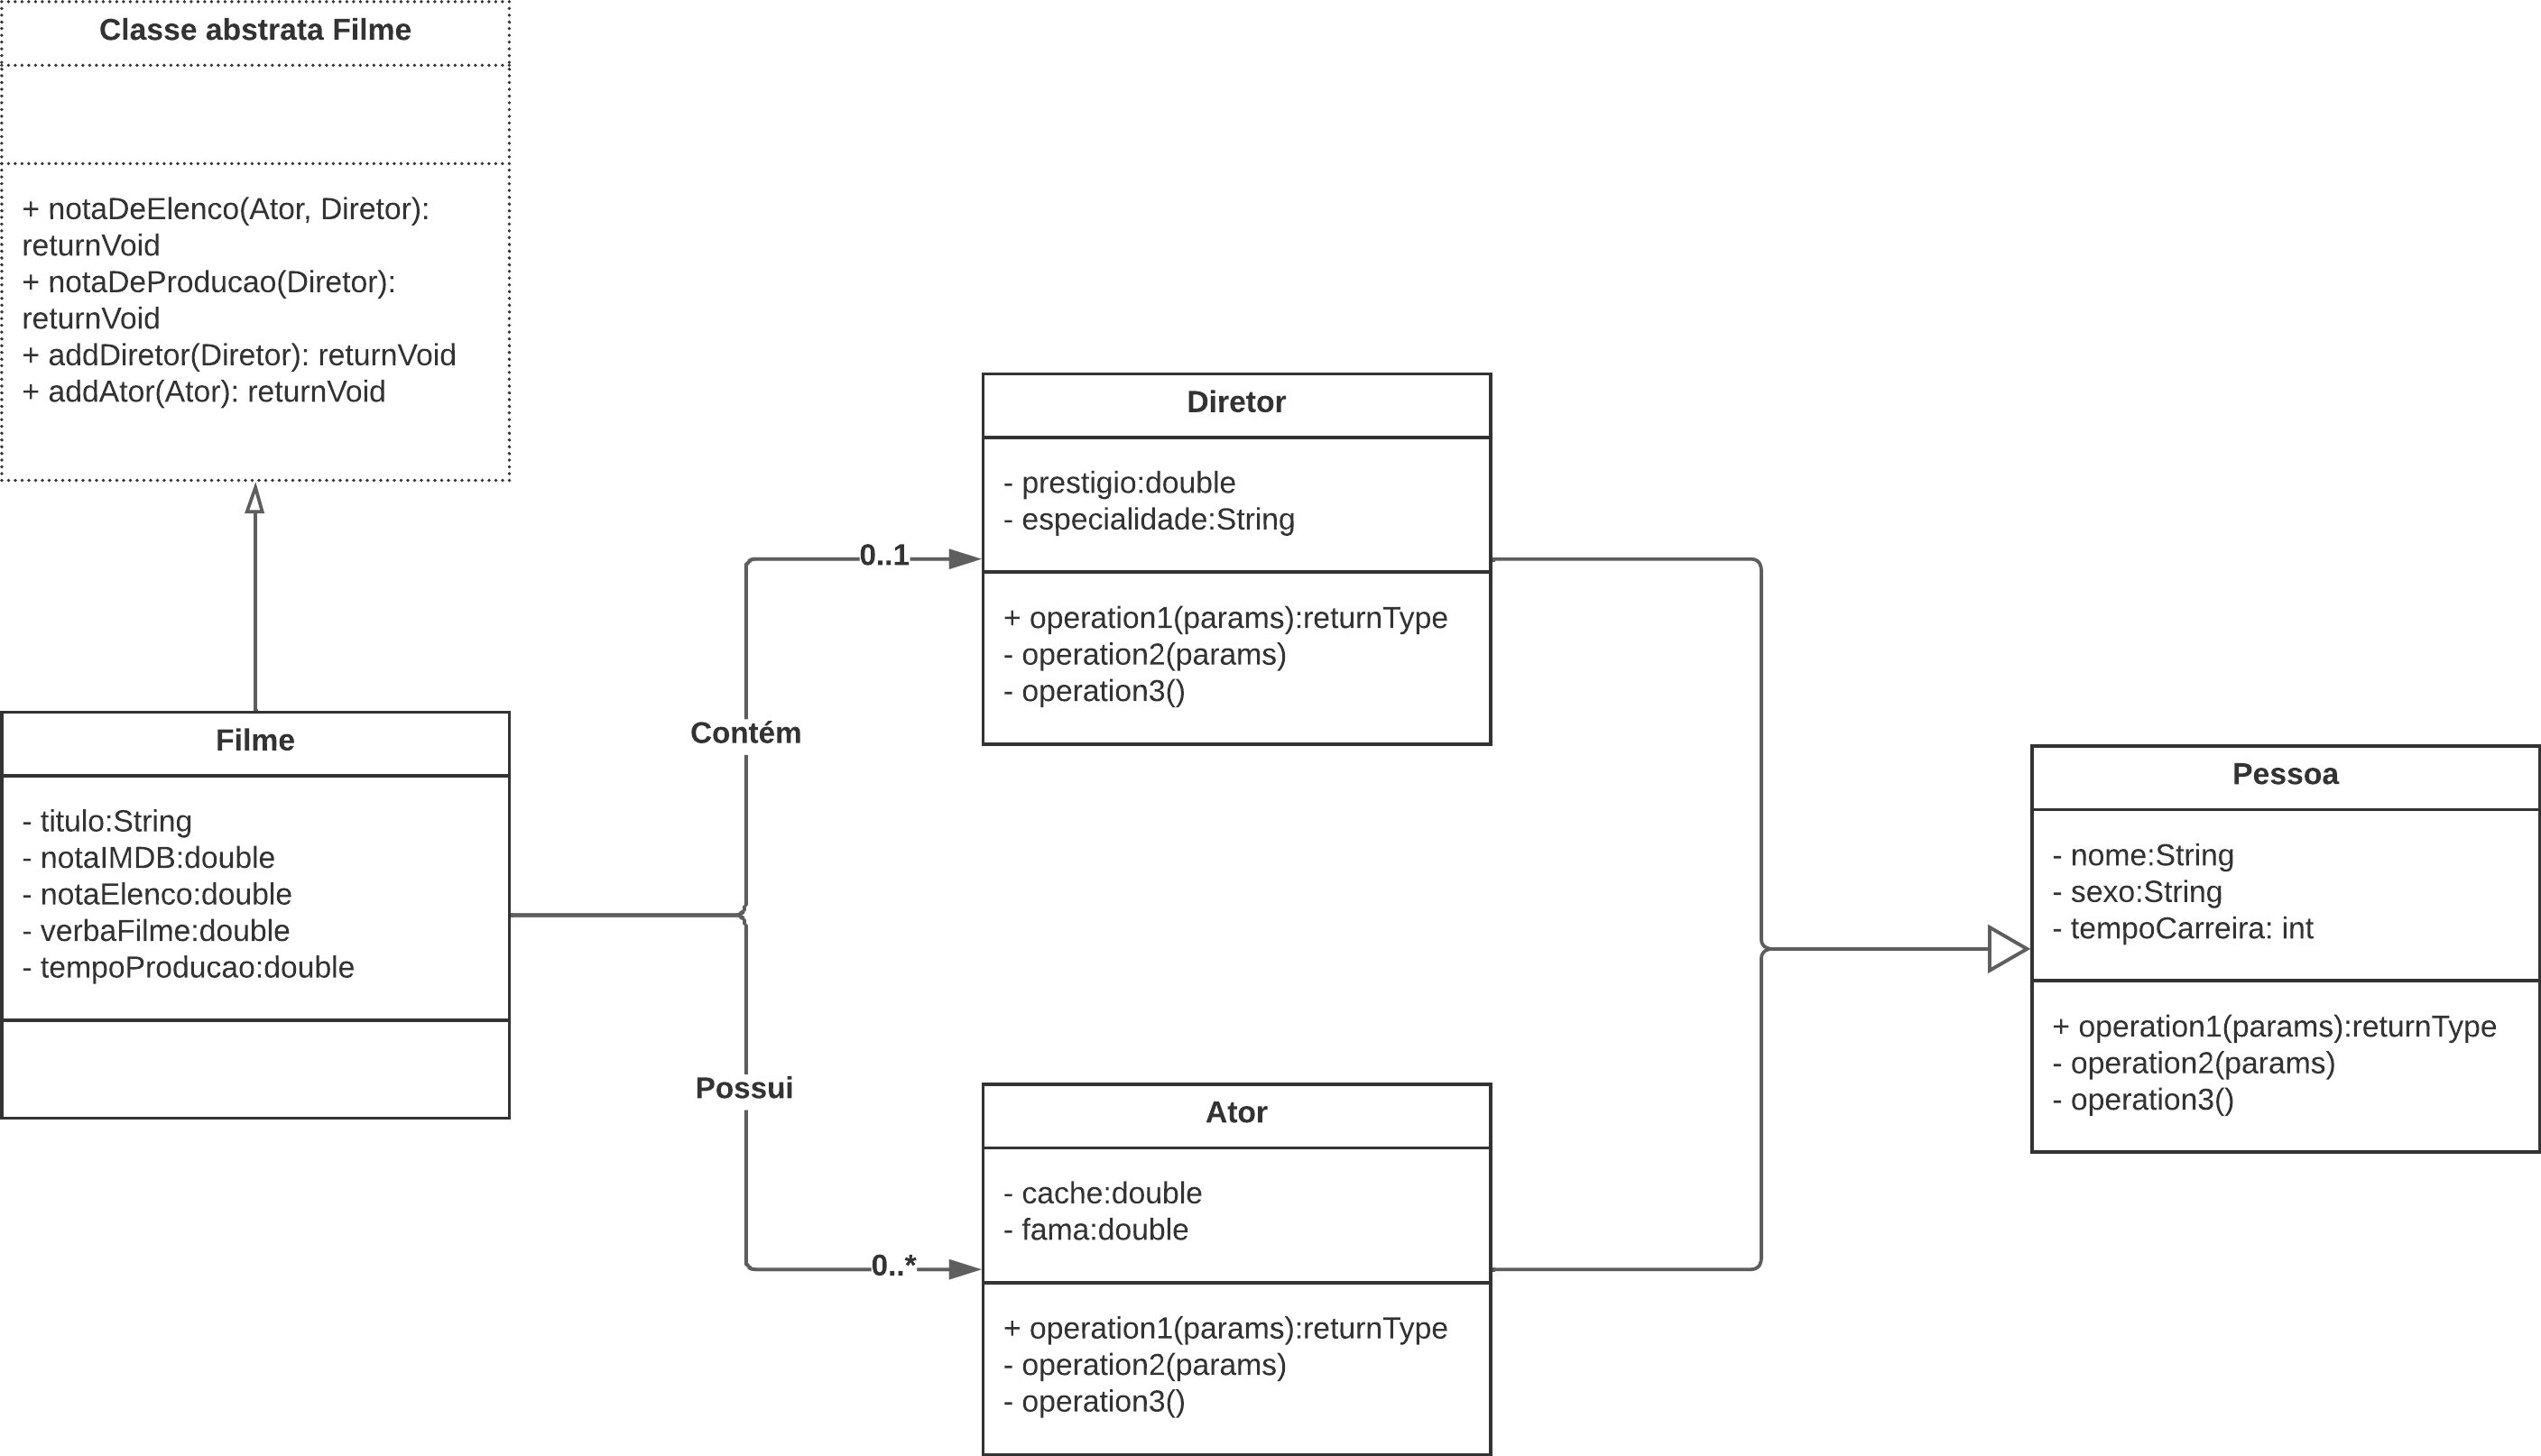 Classe abstrata Filme
+ notaDeElenco(Ator, Diretor):
returnVoid
+ notaDeProducao(Diretor):
returnVoid
+ addDiretor(Diretor): returnVoid
+ addAtor(Ator): returnVoid
Filme
- titulo:String
- notaIMDB:double
- notaElenco:double
- verbaFilme:double
- tempoProducao:double
Contém
0..1
Possui
0..*
Diretor
- prestigio:double
- especialidade:String
+ operation1(params):returnType
- operation2(params)
- operation3()
Ator
- cache:double
- fama:double
+ operation1(params):returnType
- operation2(params)
- operation3()
Pessoa
- nome:String
- sexo:String
- tempoCarreira: int
+ operation1(params):returnType
- operation2(params)
- operation3()